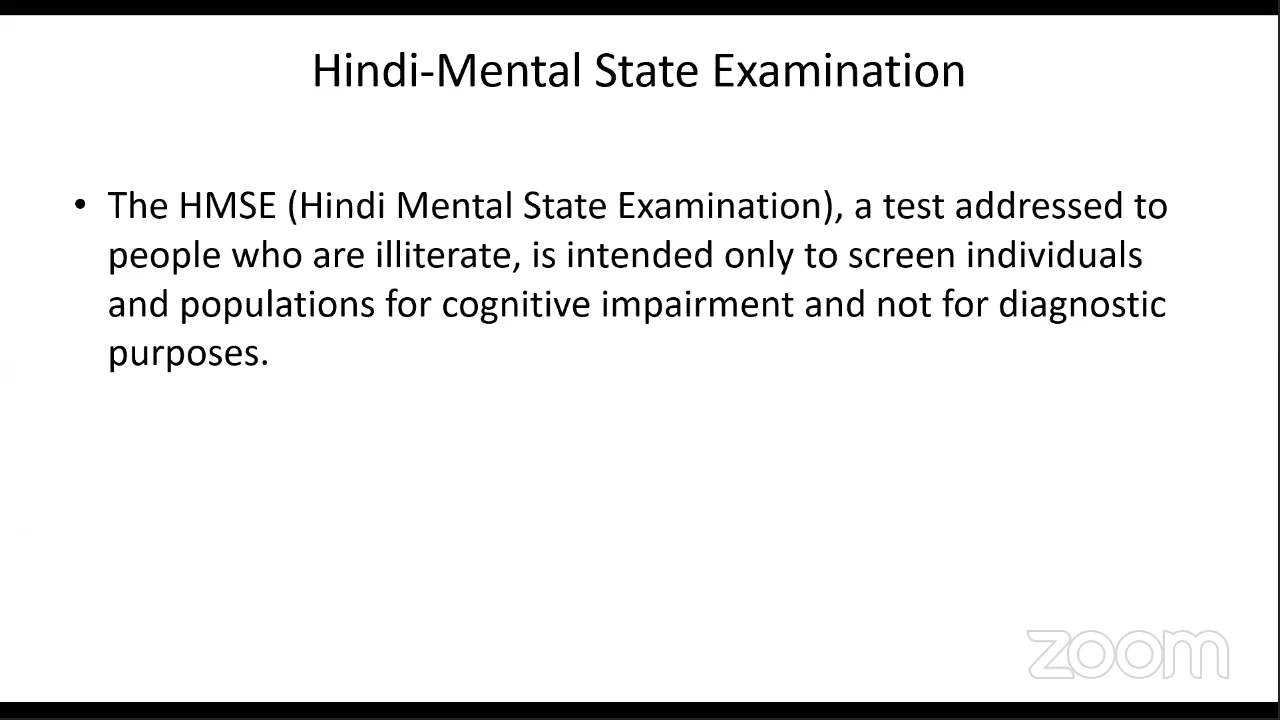 Hindi-Mental State Examination
• The HMSE (Hindi Mental State Examination), a test addressed to
people who are illiterate, is intended only to screen individuals
and populations for cognitive impairment and not for diagnostic
purposes.
zoom